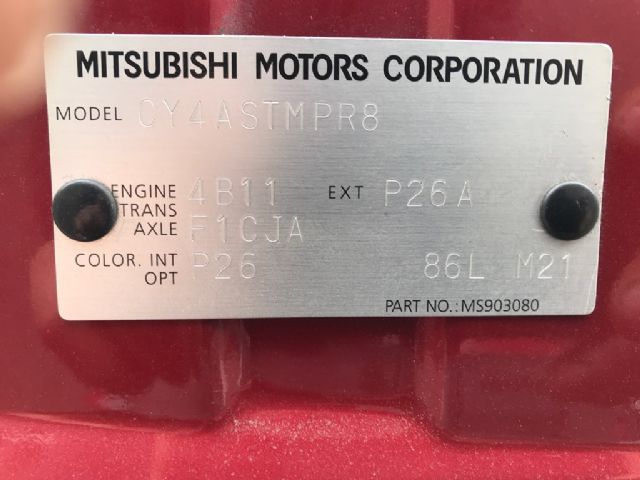 MITSUBISHI MOTORS CORPORATION
MODEL CY4ASTMPR8
ENGINE 4B11 EXT P26A
TRANS
AXLE F1CJA
COLOR. INT P26 86L M21
OPT
PART NO.:MS903080